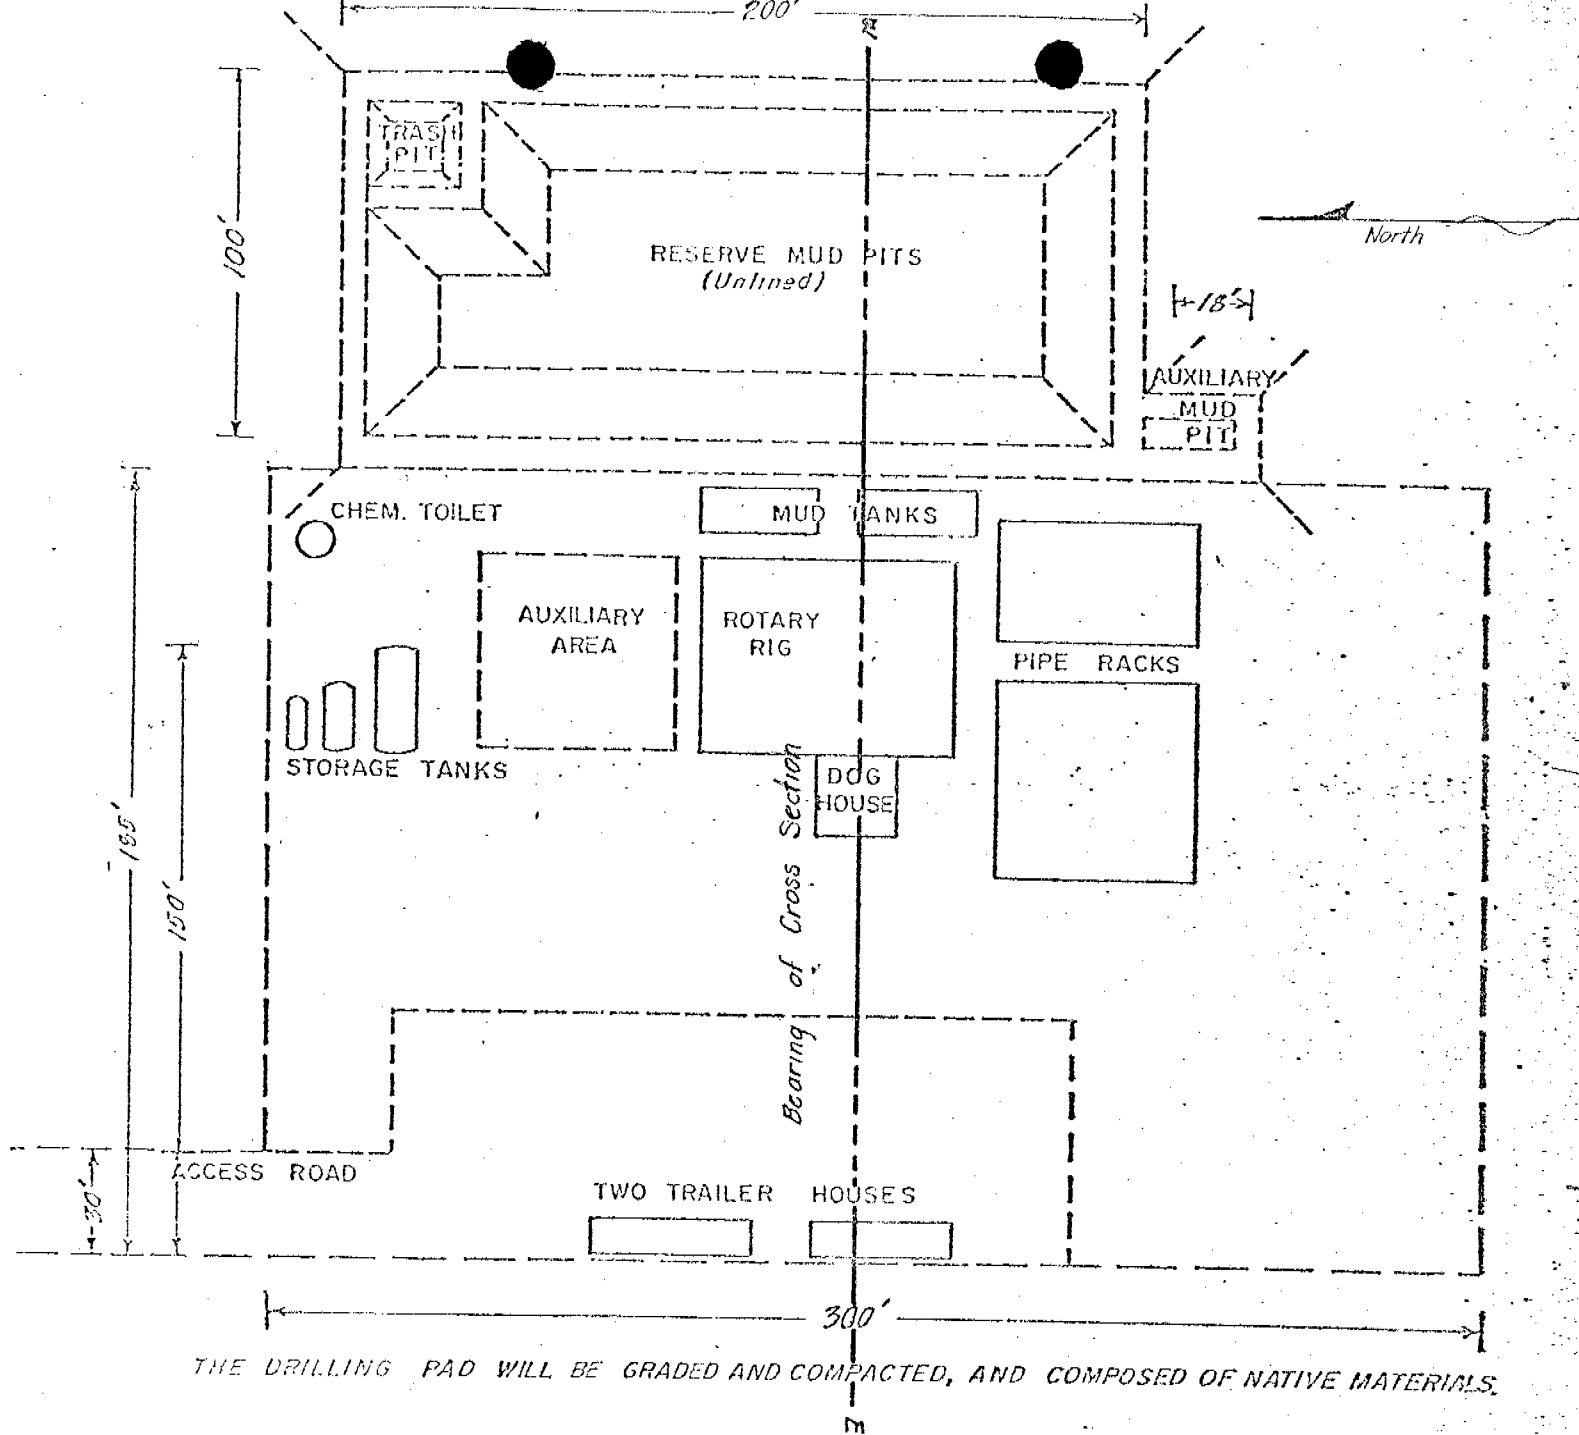 200'
W
TRASH
PIT
100'
RESERVE MUD PITS
(Unlined)
North
18'
AUXILIARY
MUD
PIT
CHEM. TOILET
MUD TANKS
AUXILIARY
AREA
ROTARY
RIG
PIPE RACKS
STORAGE TANKS
DOG
HOUSE
195'
150'
Bearing of Cross Section
ACCESS ROAD
30'
TWO TRAILER HOUSES
300'
THE DRILLING PAD WILL BE GRADED AND COMPACTED, AND COMPOSED OF NATIVE MATERIALS.
E